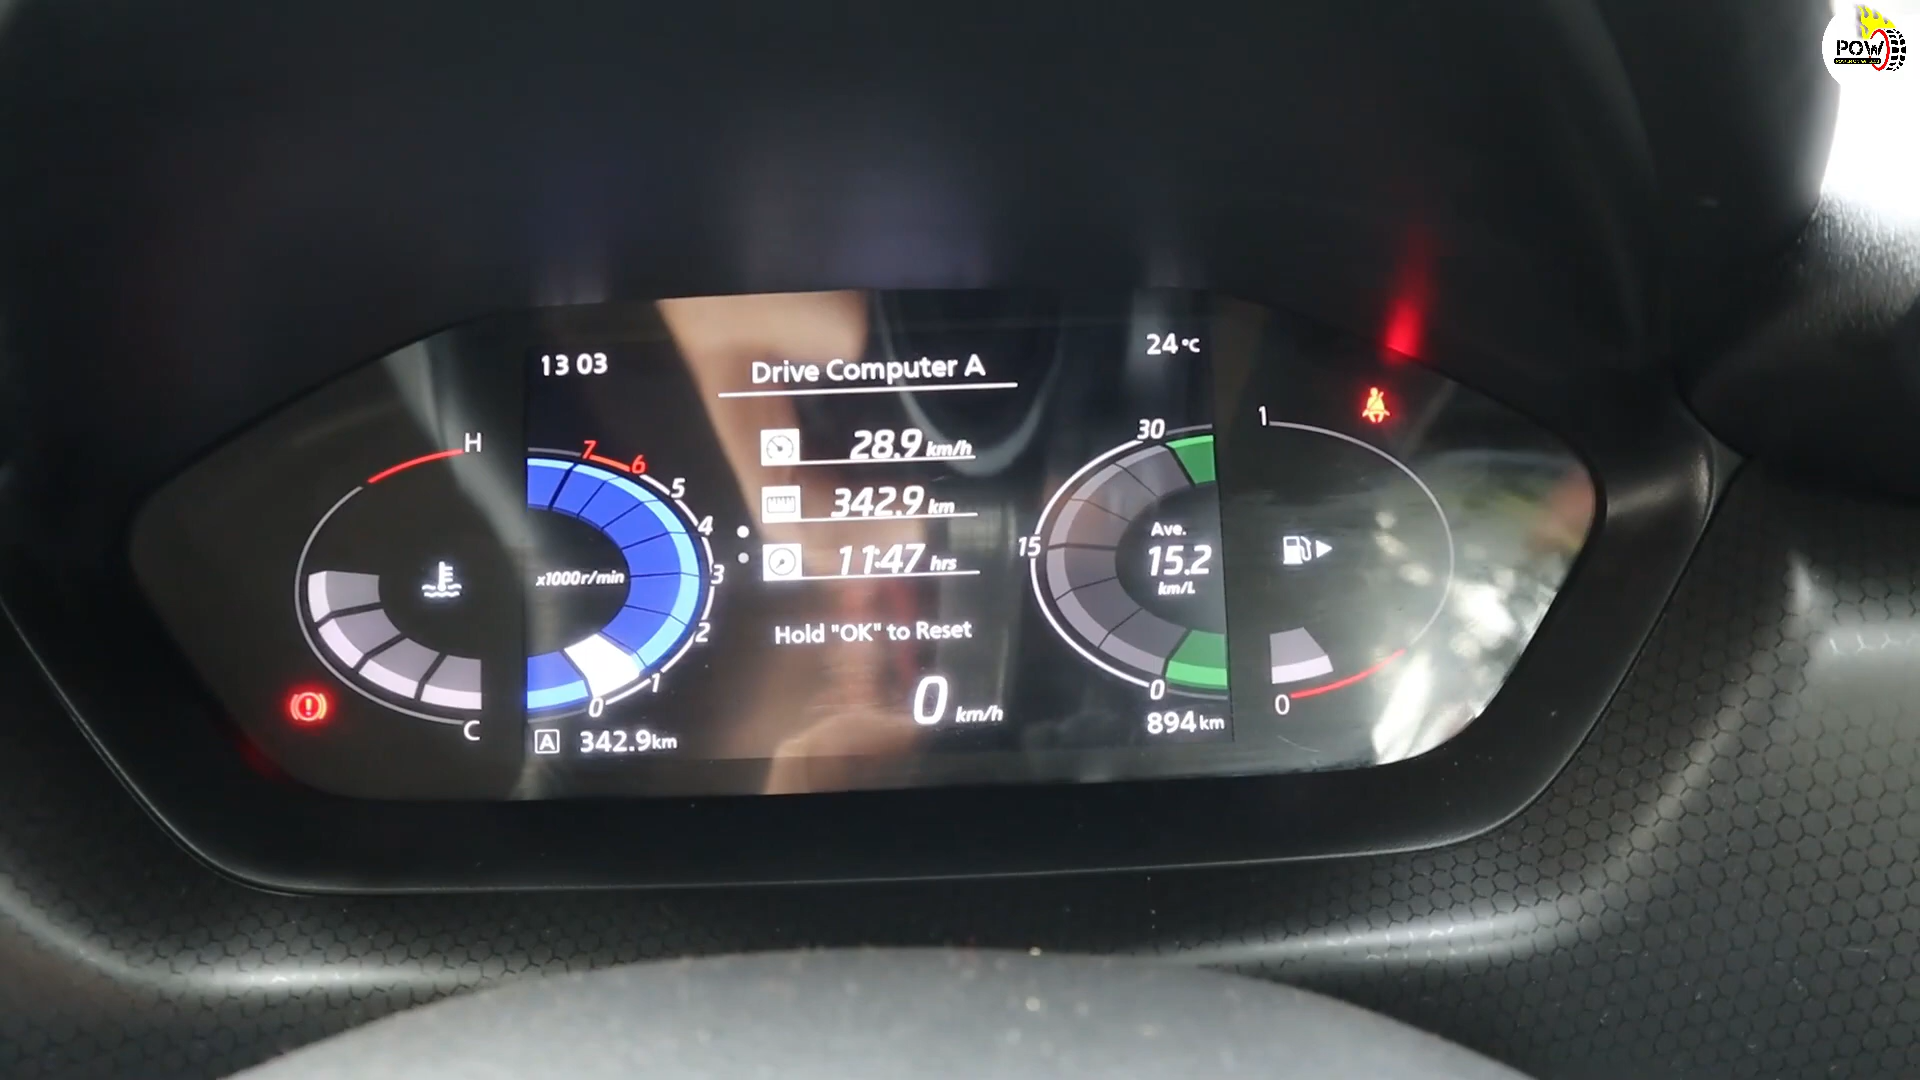 POW
13 03
Drive Computer A
24°C
28.9 km/h
342.9 km
11:47 hrs
Hold "OK" to Reset
0 km/h
H
C
7
6
5
4
3
2
1
0
x1000r/min
A 342.9km
30
15
0
Ave.
15.2
km/L
894 km
1
0